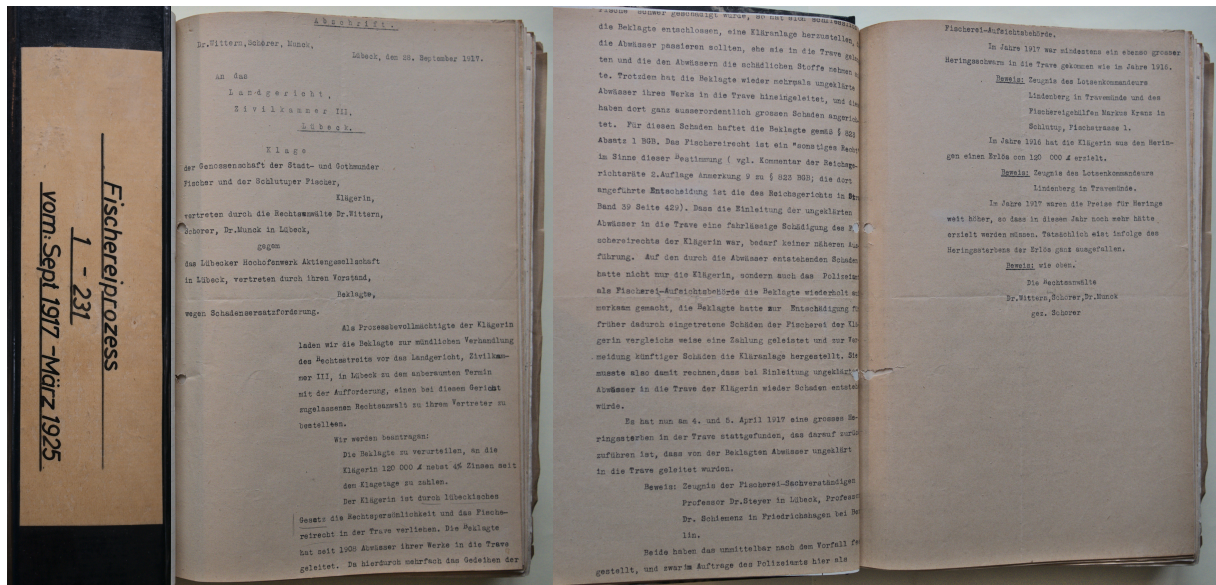 Fischereiprozess
1 - 231
vom: Sept 1917 - März 1925
Abschrift.
Dr.Wittern,Schörer, Munck,
Lübeck, den 28. September 1917.
An das
Landgericht,
Zivilkammer III,
Lübeck.
Klage
der Genossenschaft der Stadt- und Gothmunder
Fischer und der Schlutuper Fischer,
Klägerin,
vertreten durch die Rechtsanwälte Dr.Wittern,
Schorer, Dr.Munck in Lübeck,
gegen
das Lübecker Hochofenwerk Aktiengesellschaft
in Lübeck, vertreten durch ihren Vorstand,
Beklagte,
wegen Schadensersatzforderung.
Als Prozessbevollmächtigte der Klägerin
laden wir die Beklagte zur mündlichen Verhandlung
des Rechtsstreits vor das Landgericht, Zivilkam-
mer III, in Lübeck zu dem anberaumten Termin
mit der Aufforderung, einen bei diesem Gericht
zugelassenen Rechtsanwalt zu ihrem Vertreter zu
bestellen.
Wir werden beantragen:
Die Beklagte zu verurteilen, an die
Klägerin 120 000 M nebst 4% Zinsen seit
dem Klagetage zu zahlen.
Der Klägerin ist durch lübeckisches
Gesetz die Rechtspersönlichkeit und das Fische-
reirecht in der Trave verliehen. Die Beklagte
hat seit 1908 Abwässer ihrer Werke in die Trave
geleitet. Da hierdurch mehrfach das Gedeihen der
Fische schwer geschädigt wurde, so hat sich schliesslich
die Beklagte entschlossen, eine Kläranlage herzustellen,
die Abwässer passieren sollten, ehe sie in die Trave
ten und die den Abwässern die schädlichen Stoffe nehmen
te. Trotzdem hat die Beklagte wieder mehrmals ungeklärte
Abwässer ihres Werks in die Trave hineingeleitet, und
haben dort ganz ausserordentlich grossen Schaden angerich
tet. Für diesen Schaden haftet die Beklagte gemäß § 823
Absatz 1 BGB. Das Fischereirecht ist ein "sonstiges Recht
im Sinne dieser Bestimmung ( vgl. Kommentar der Reichsge
richtsräte 2.Auflage Anmerkung 9 zu § 823 BGB; die dort
angeführte Entscheidung ist die des Reichsgerichts in
Band 39 Seite 429). Dass die Einleitung der ungeklärten
Abwässer in die Trave eine fahrlässige Schädigung des
schereirechts der Klägerin war, bedarf keiner näheren Aus
führung. Auf den durch die Abwässer entstehenden Schaden
hatte nicht nur die Klägerin, sondern auch das Polizeiamt
als Fischerei-Aufsichtsbehörde die Beklagte wiederholt
merksam gemacht, die Beklagte hatte zur Entschädigung
früher dadurch eingetretene Schäden der Fischerei der Klä
gerin vergleichs weise eine Zahlung geleistet und zur Ver
meidung künftiger Schäden die Kläranlage hergestellt. Sie
musste also damit rechnen,dass bei Einleitung ungeklärter
Abwässer in die Trave der Klägerin wieder Schaden entstehen
würde.
Es hat nun am 4. und 5. April 1917 eine grosses He-
ringssterben in der Trave stattgefunden, das darauf zurück
zuführen ist, dass von der Beklagten Abwässer ungeklärt
in die Trave geleitet wurden.
Beweis: Zeugnis der Fischerei-Sachverständigen
Professor Dr.Steyer in Lübeck, Professor
Dr. Schiemenz in Friedrichshagen bei Ber
lin.
Beide haben das unmittelbar nach dem Vorfall
gestellt, und zwar im Auftrage des Polizeiamts hier als
Fischerei-Aufsichtsbehörde.
Im Jahre 1917 war mindestens ein ebenso grosser
Heringsschwarm in die Trave gekommen wie im Jahre 1916.
Beweis: Zeugnis des Lotsenkommandeurs
Lindenberg in Travemünde und des
Fischereigehilfen Markus Kranz in
Schlutup, Fischstrasse 1.
Im Jahre 1916 hat die Klägerin aus den Herin-
gen einen Erlös von 120 000 M erzielt.
Beweis: Zeugnis des Lotsenkommandeurs
Lindenberg in Travemünde.
Im Jahre 1917 waren die Preise für Heringe
weit höher, so dass in diesem Jahr noch mehr hätte
erzielt werden müssen. Tatsächlich eist infolge des
Heringssterbens der Erlös ganz ausgefallen.
Beweis: wie eben.
Die Rechtsanwälte
Dr.Wittern,Schorer,Dr.Munck
gez. Schorer